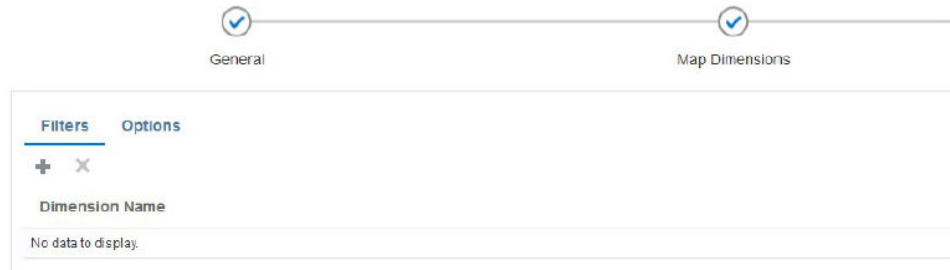 General Map Dimensions
Filters Options
Dimension Name
No data to display.